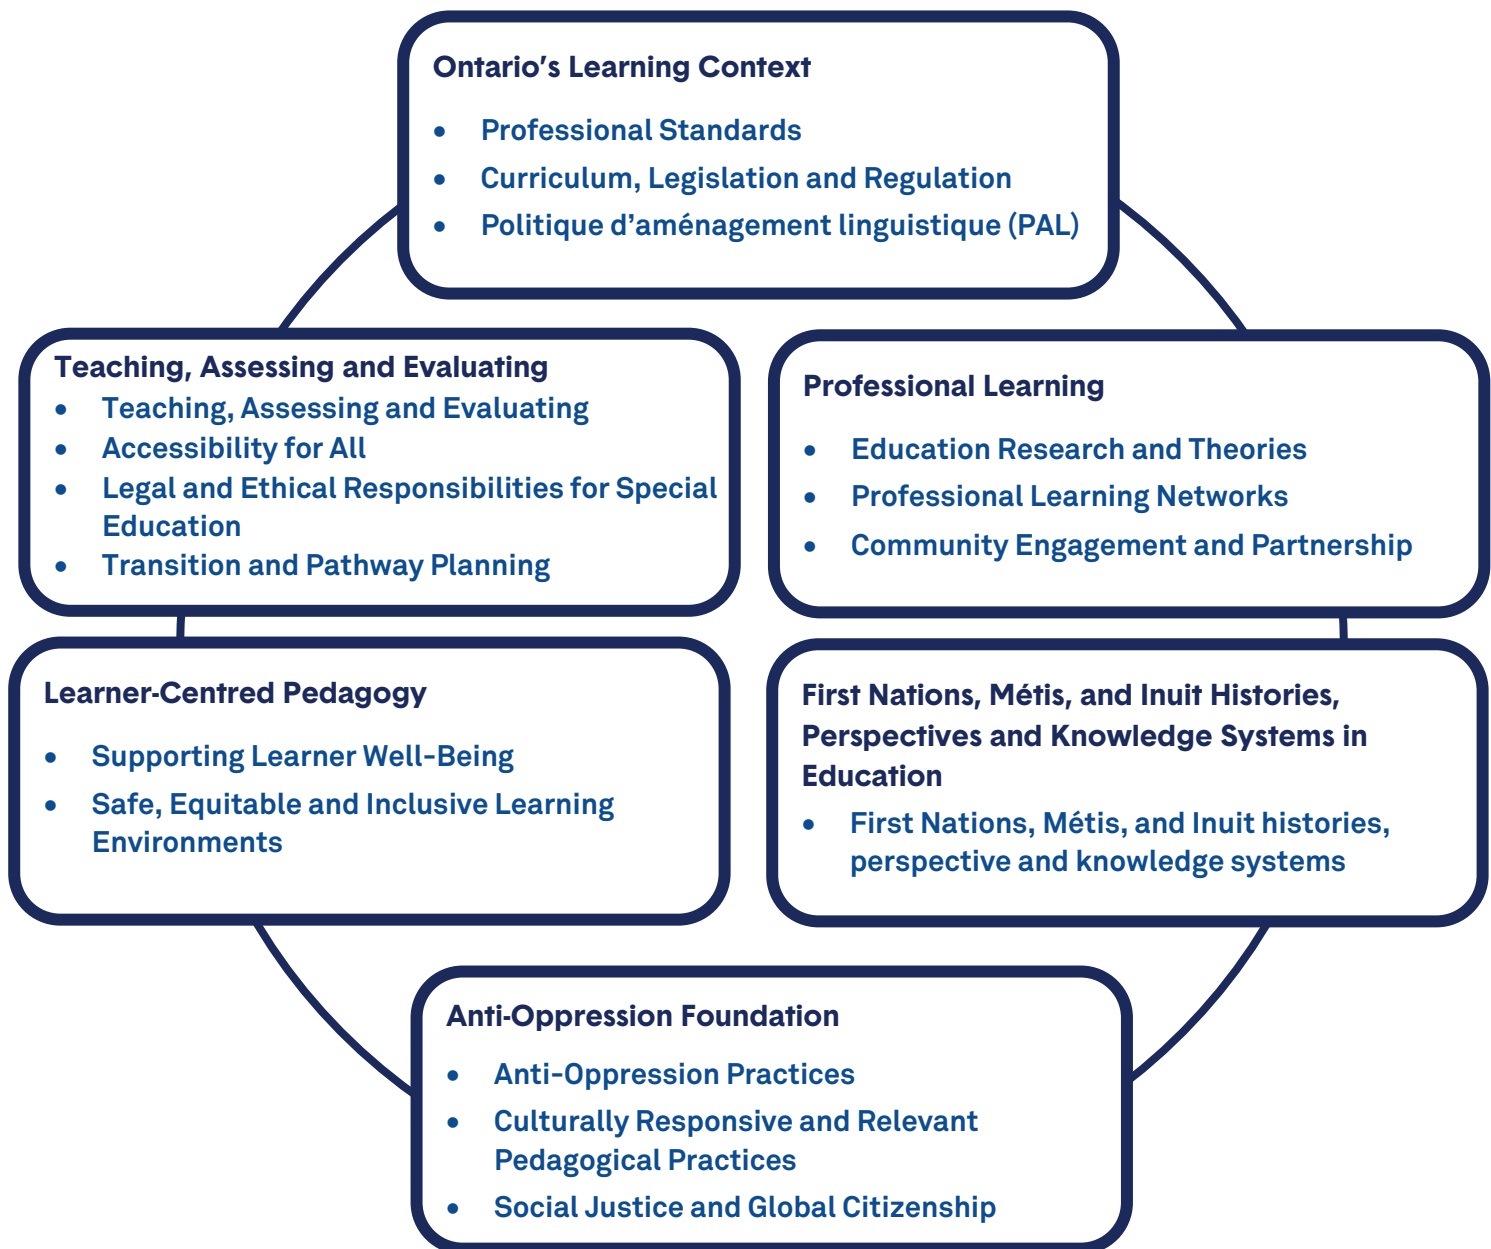 Ontario’s Learning Context
• Professional Standards
• Curriculum, Legislation and Regulation
• Politique d’aménagement linguistique (PAL)
Teaching, Assessing and Evaluating
• Teaching, Assessing and Evaluating
• Accessibility for All
• Legal and Ethical Responsibilities for Special
Education
• Transition and Pathway Planning
Professional Learning
• Education Research and Theories
• Professional Learning Networks
• Community Engagement and Partnership
Learner-Centred Pedagogy
• Supporting Learner Well-Being
• Safe, Equitable and Inclusive Learning
Environments
First Nations, Métis, and Inuit Histories,
Perspectives and Knowledge Systems in
Education
• First Nations, Métis, and Inuit histories,
perspective and knowledge systems
Anti-Oppression Foundation
• Anti-Oppression Practices
• Culturally Responsive and Relevant
Pedagogical Practices
• Social Justice and Global Citizenship